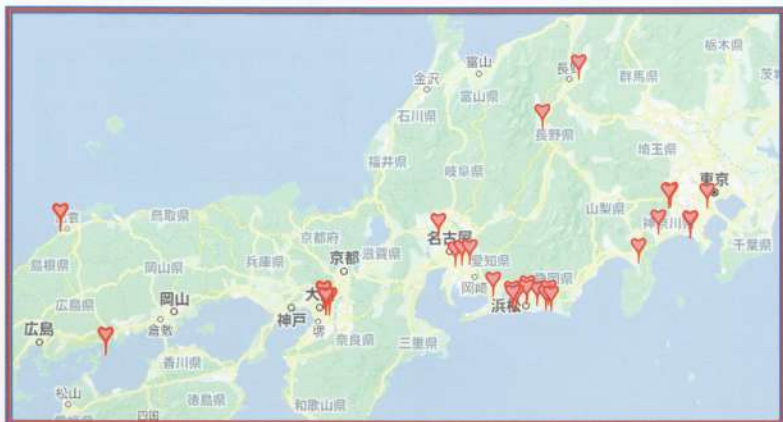 栃木県
富山
長野
群馬県
茨城
金沢
富山県
石川県
長野県
埼玉県
福井県
岐阜県
東京
山梨県
神奈川県
鳥取県
千葉県
名古屋
京都府
滋賀県
愛知県
島根県
岡山県
兵庫県
京都
静岡県
岡崎
広島県
岡山
大
浜松
神戸
堺
倉敷
広島
奈良県
三重県
香川県
松山
徳島県
和歌山県
四国